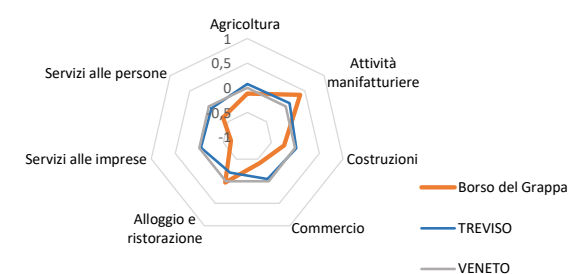 Agricoltura
1
0,5
0
-0,5
-1
Attività
manifatturiere
Costruzioni
Commercio
Alloggio e
ristorazione
Servizi alle imprese
Servizi alle persone
Borso del Grappa
TREVISO
VENETO